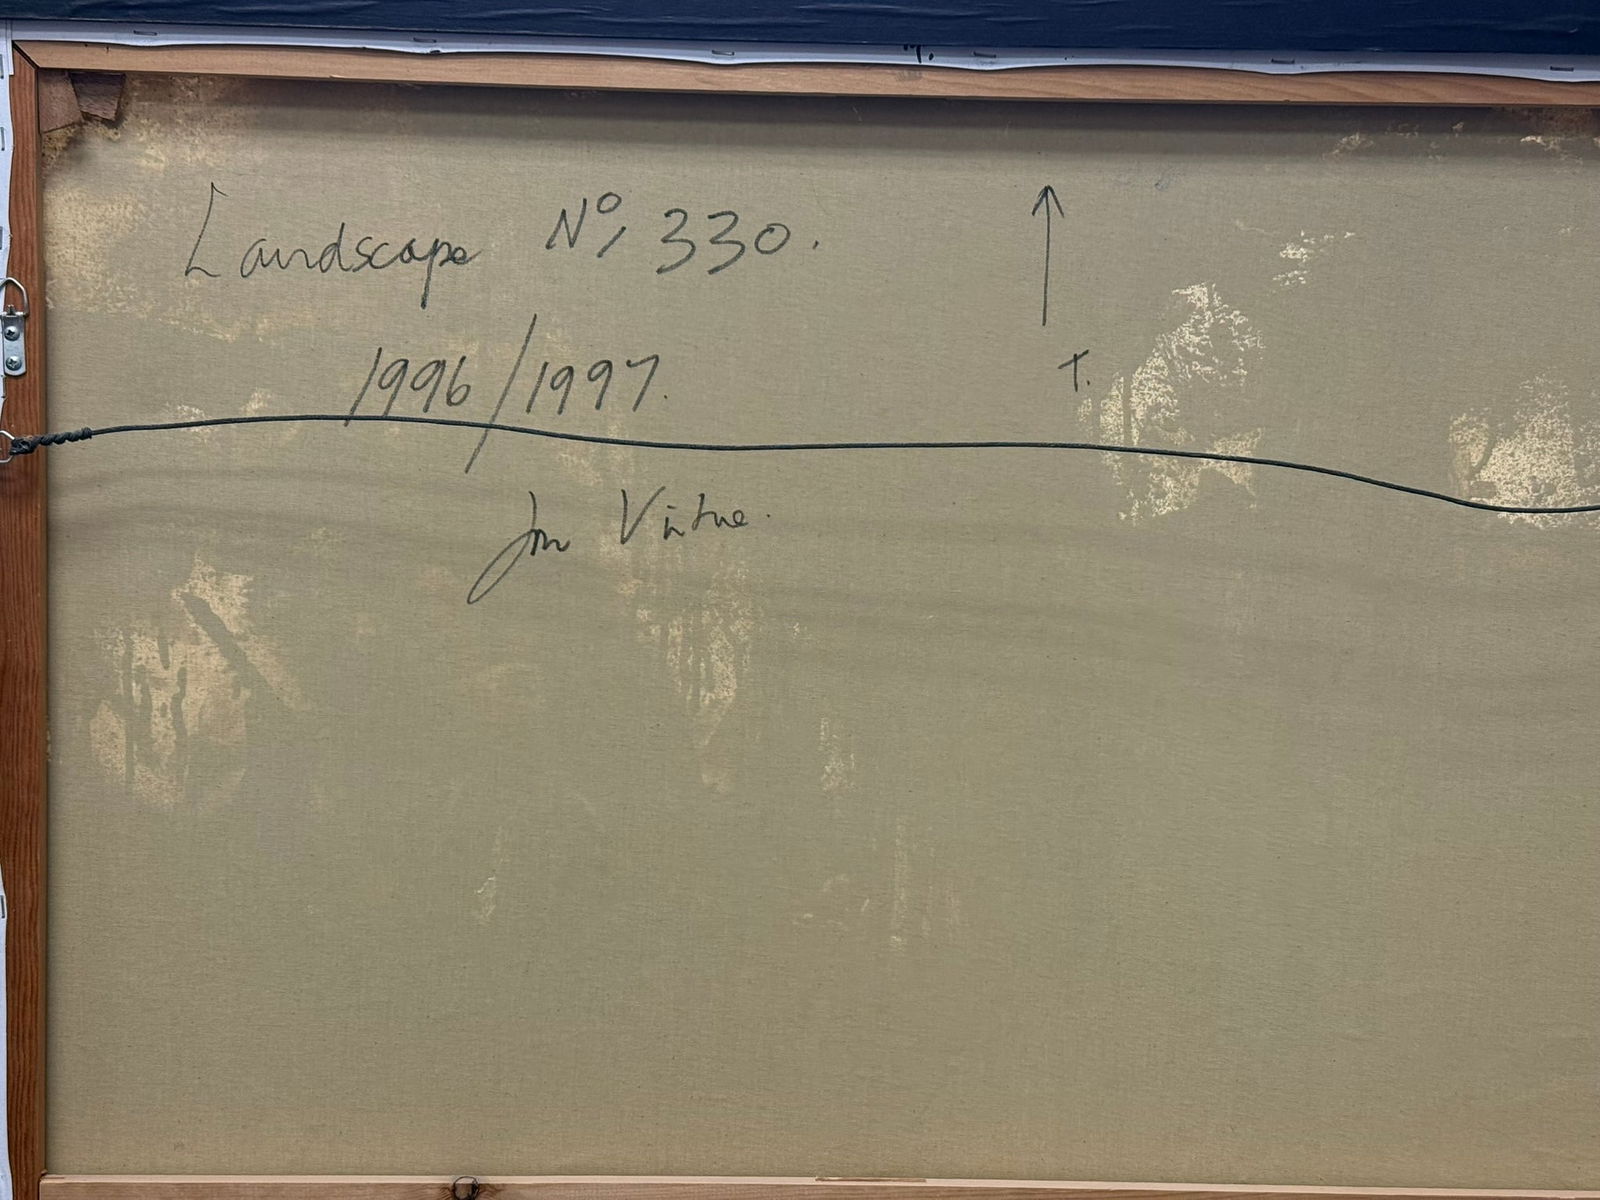 Landscape Nº, 330.
1996/1997.
Jon Virtue.
↑
T.
T.